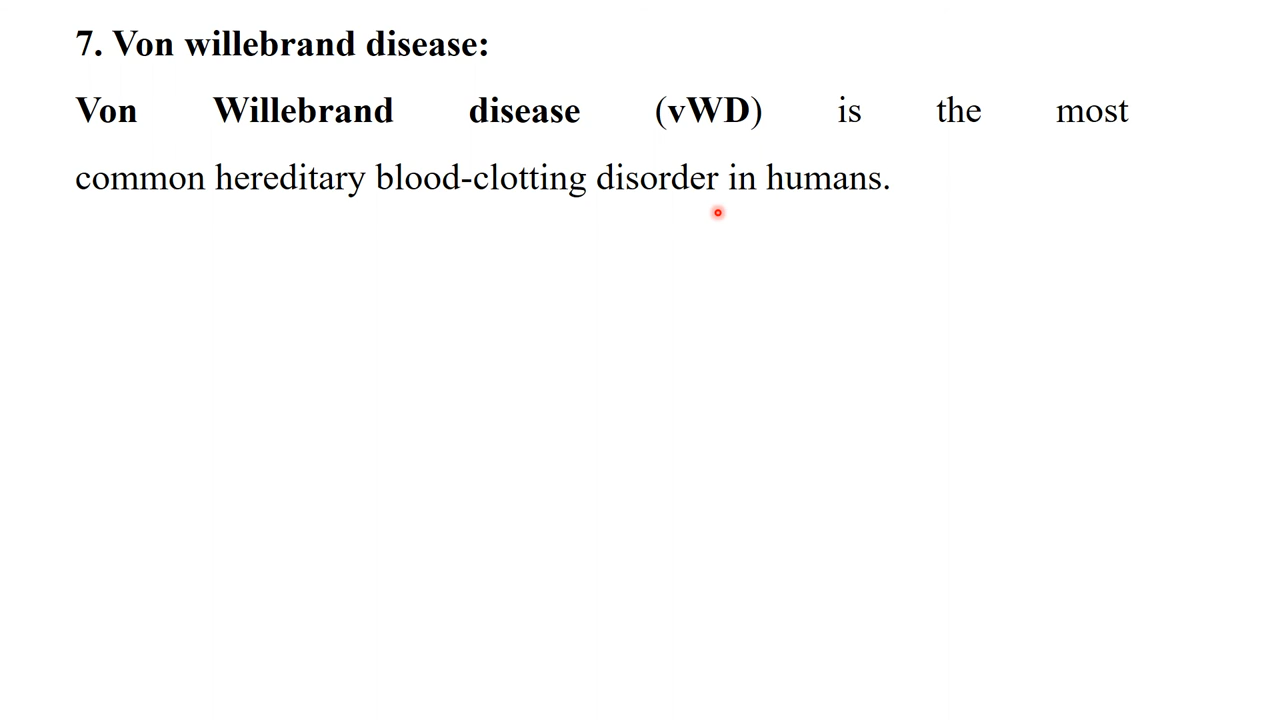 7. Von willebrand disease:
Von Willebrand disease (vWD) is the most
common hereditary blood-clotting disorder in humans.